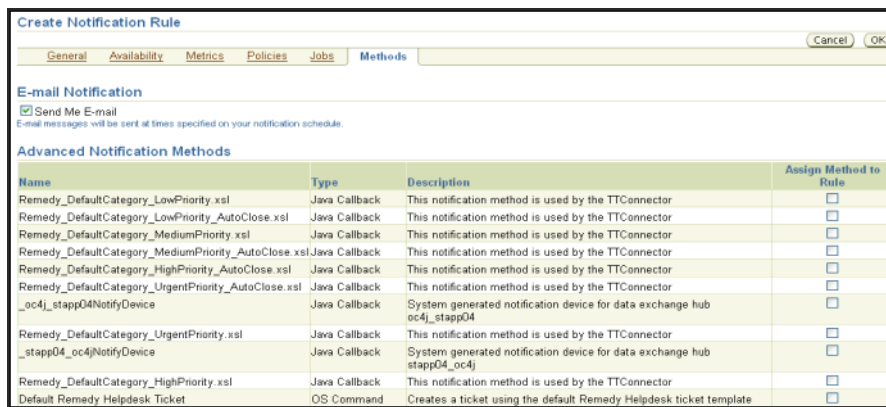 Create Notification Rule
Cancel OK
General Availability Metrics Policies Jobs Methods
E-mail Notification
Send Me E-mail
E-mail messages will be sent at times specified on your notification schedule.
Advanced Notification Methods
Name Type Description Assign Method to Rule
Remedy_DefaultCategory_LowPriority.xsl Java Callback This notification method is used by the TTConnector
Remedy_DefaultCategory_LowPriority_AutoClose.xsl Java Callback This notification method is used by the TTConnector
Remedy_DefaultCategory_MediumPriority.xsl Java Callback This notification method is used by the TTConnector
Remedy_DefaultCategory_MediumPriority_AutoClose.xsl Java Callback This notification method is used by the TTConnector
Remedy_DefaultCategory_HighPriority_AutoClose.xsl Java Callback This notification method is used by the TTConnector
Remedy_DefaultCategory_UrgentPriority_AutoClose.xsl Java Callback This notification method is used by the TTConnector
_oc4j_stapp04NotifyDevice Java Callback System generated notification device for data exchange hub
oc4j_stapp04
Remedy_DefaultCategory_UrgentPriority.xsl Java Callback This notification method is used by the TTConnector
_stapp04_oc4jNotifyDevice Java Callback System generated notification device for data exchange hub
stapp04_oc4j
Remedy_DefaultCategory_HighPriority.xsl Java Callback This notification method is used by the TTConnector
Default Remedy Helpdesk Ticket OS Command Creates a ticket using the default Remedy Helpdesk ticket template